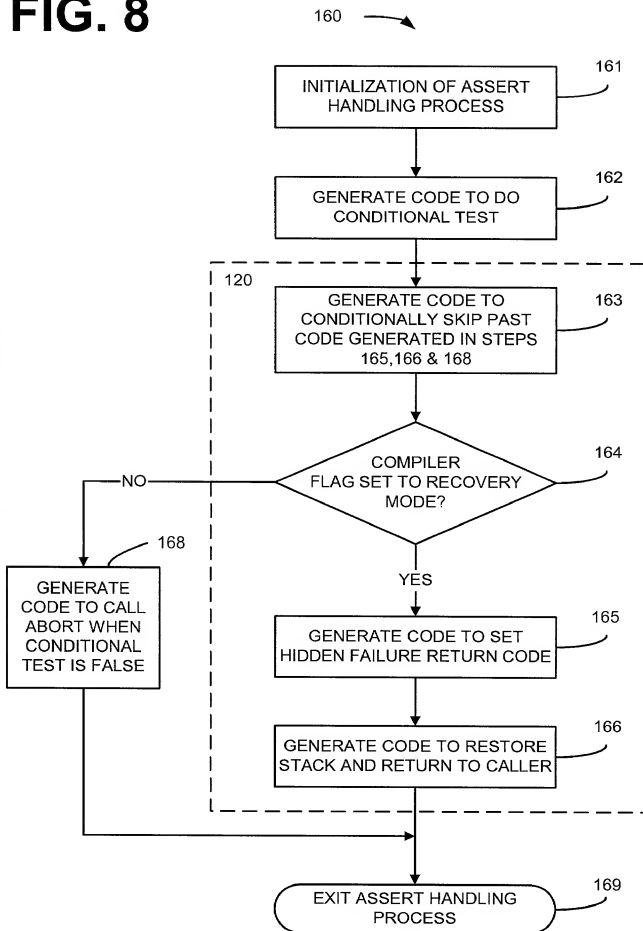 FIG. 8
160
161
INITIALIZATION OF ASSERT
HANDLING PROCESS
162
GENERATE CODE TO DO
CONDITIONAL TEST
120
163
GENERATE CODE TO
CONDITIONALLY SKIP PAST
CODE GENERATED IN STEPS
165,166 & 168
164
COMPILER
FLAG SET TO RECOVERY
MODE?
NO
168
GENERATE
CODE TO CALL
ABORT WHEN
CONDITIONAL
TEST IS FALSE
YES
165
GENERATE CODE TO SET
HIDDEN FAILURE RETURN CODE
166
GENERATE CODE TO RESTORE
STACK AND RETURN TO CALLER
169
EXIT ASSERT HANDLING
PROCESS